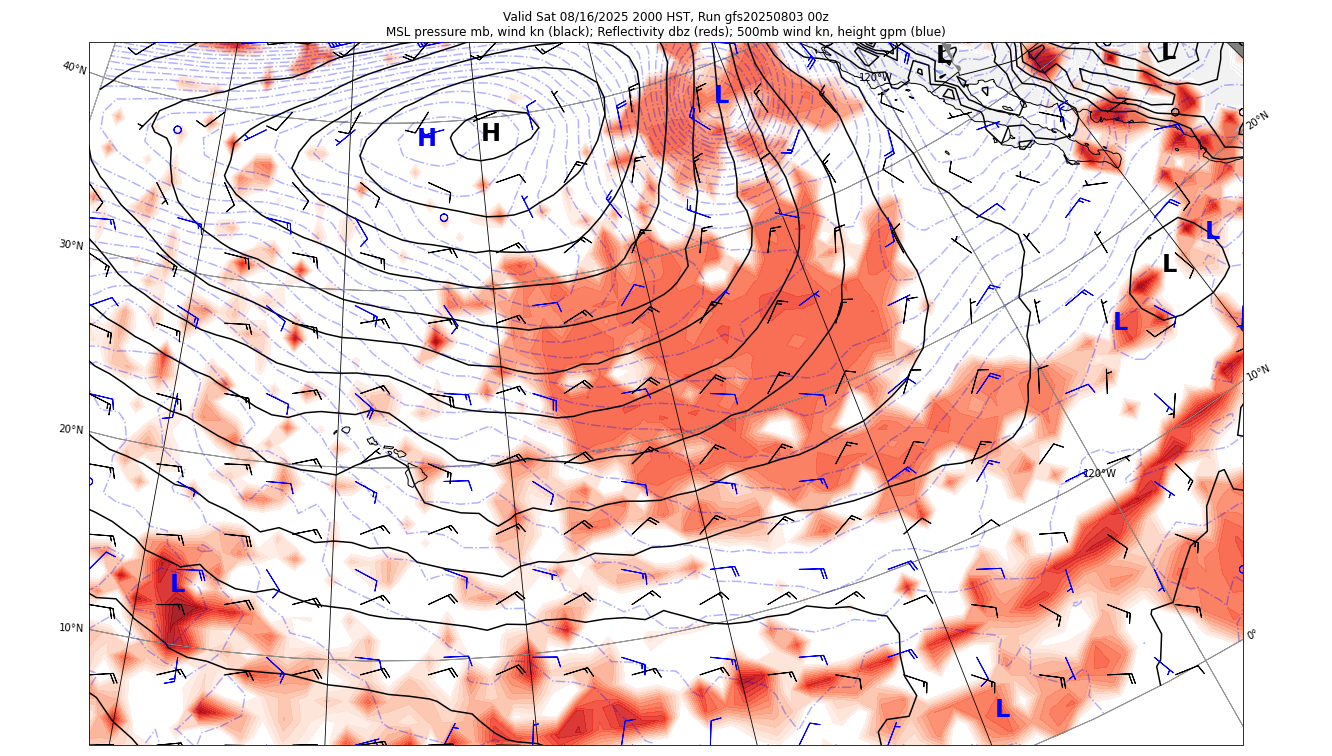 Valid Sat 08/16/2025 2000 HST, Run gfs20250803 00z
MSL pressure mb, wind kn (black); Reflectivity dbz (reds); 500mb wind kn, height gpm (blue)
L
L
40°N
120°W
L
20°N
H
H
L
30°N
L
L
10°N
20°N
120°W
L
10°N
0°
L